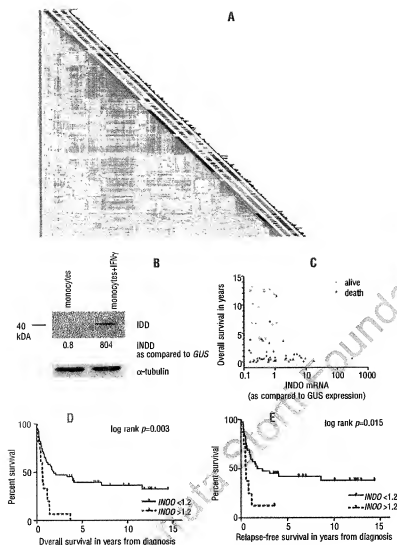 A
B
monocytes
monocytes+IFNγ
40
kDA
IDO
0.8 804 INDO
as compared to GUS
α-tubulin
C
Overall survival in years
15
10
5
0
alive
death
0.1 1 10 100 1000
INDO mRNA
(as compared to GUS expression)
D
log rank p=0.003
Percent survival
100
50
0
INDO <1.2
INDO >1.2
0 5 10 15
Overall survival in years from diagnosis
E
log rank p=0.015
Percent survival
100
50
0
INDO <1.2
INDO >1.2
0 5 10 15
Relapse-free survival in years from diagnosis